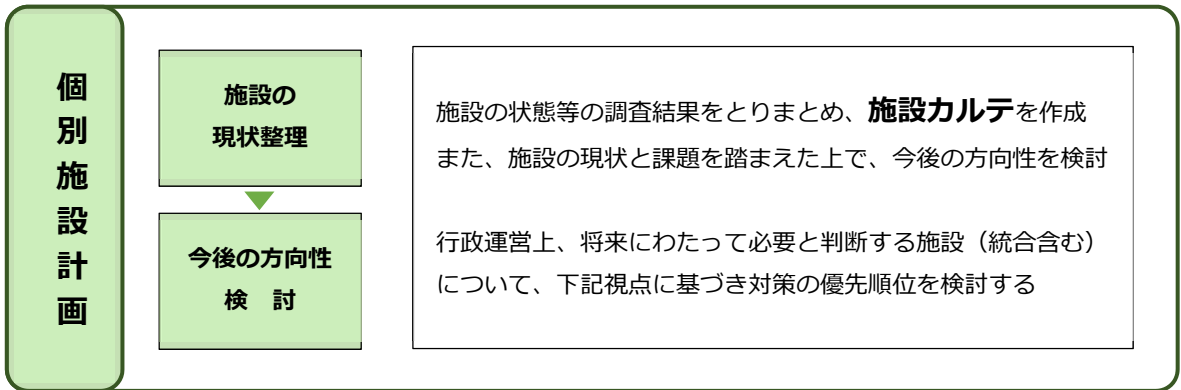 個別施設計画
施設の
現状整理
今後の方向性
検　討
施設の状態等の調査結果をとりまとめ、施設カルテを作成
また、施設の現状と課題を踏まえた上で、今後の方向性を検討
行政運営上、将来にわたって必要と判断する施設（統合含む）
について、下記視点に基づき対策の優先順位を検討する